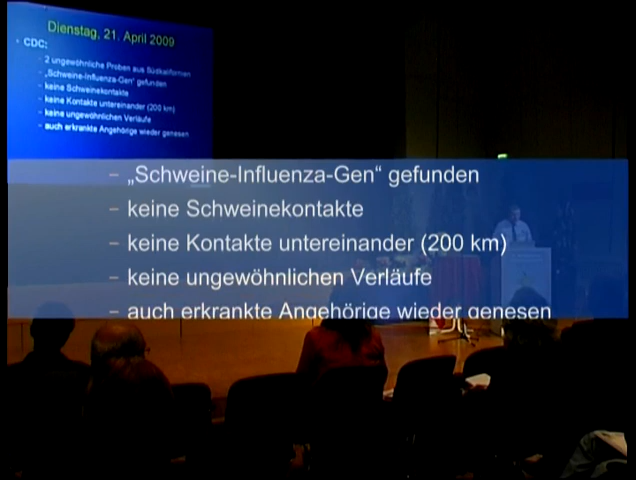 Dienstag, 21. April 2009
- CDC:
– 2 ungewöhnliche Proben aus Südkalifornien
– „Schweine-Influenza-Gen“ gefunden
– keine Schweinekontakte
– keine Kontakte untereinander (200 km)
– keine ungewöhnlichen Verläufe
– auch erkrankte Angehörige wieder genesen
– „Schweine-Influenza-Gen“ gefunden
– keine Schweinekontakte
– keine Kontakte untereinander (200 km)
– keine ungewöhnlichen Verläufe
– auch erkrankte Angehörige wieder genesen